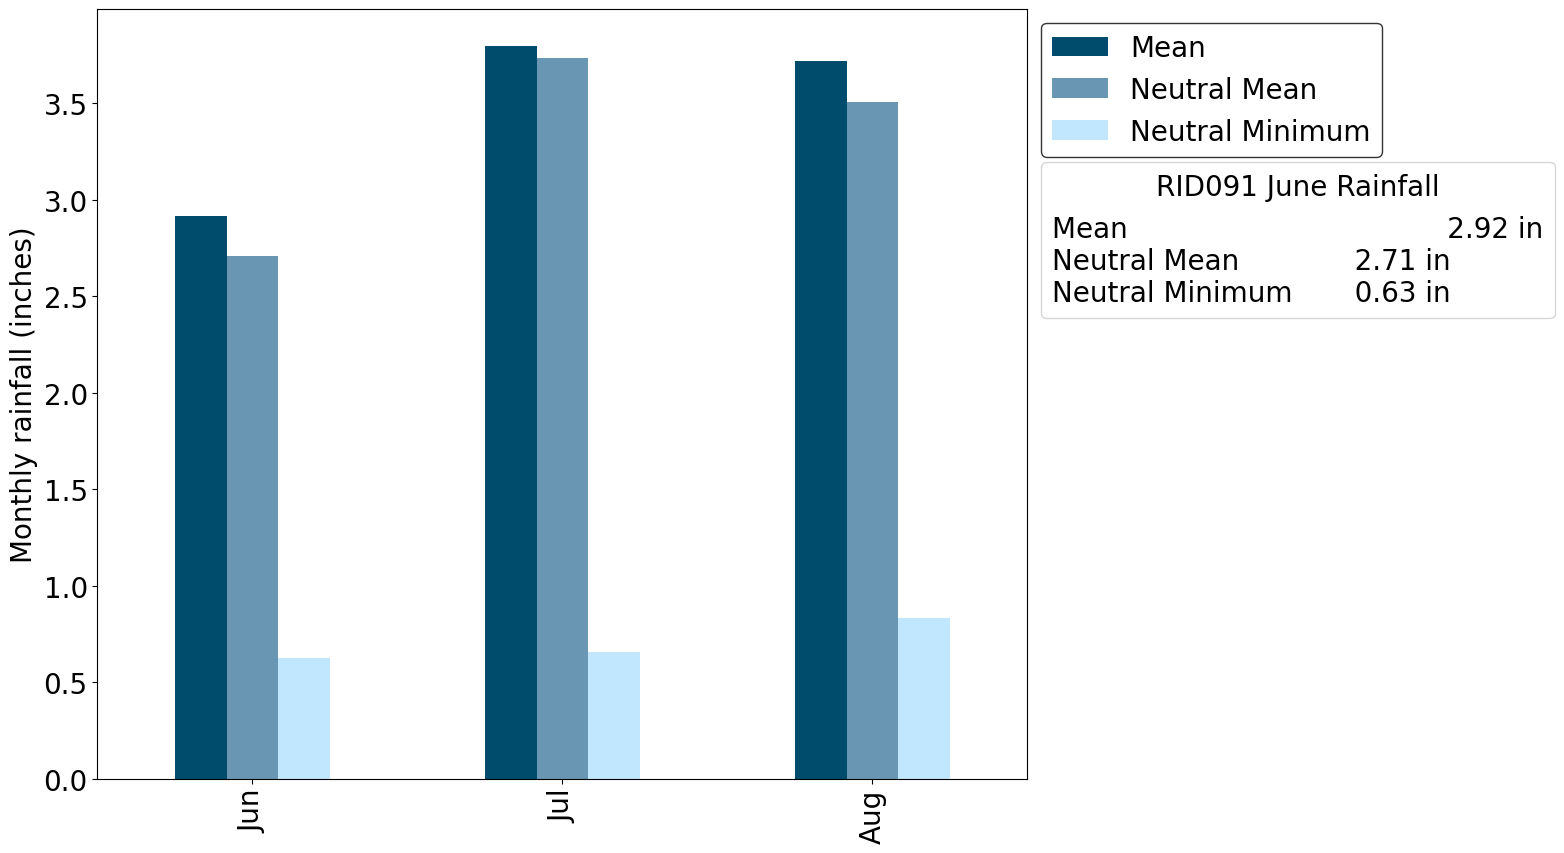 Monthly rainfall (inches)
3.5
3.0
2.5
2.0
1.5
1.0
0.5
0.0
Jun
Jul
Aug
Mean
Neutral Mean
Neutral Minimum
RID091 June Rainfall
Mean 2.92 in
Neutral Mean 2.71 in
Neutral Minimum 0.63 in